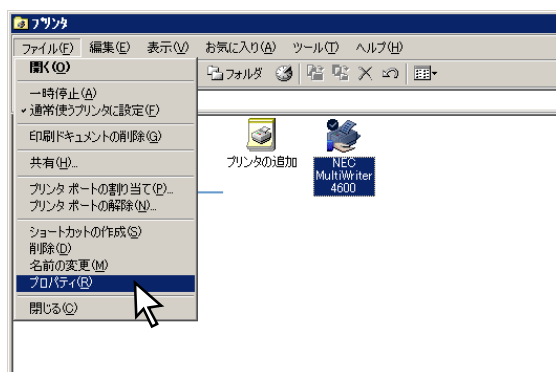 プリンタ
ファイル(F) 編集(E) 表示(V) お気に入り(A) ツール(T) ヘルプ(H)
開く(O)
フォルダ
一時停止(A)
通常使うプリンタに設定(F)
印刷ドキュメントの削除(G)
共有(H)...
プリンタ ポートの割り当て(P)...
プリンタ ポートの解除(N)...
ショートカットの作成(S)
削除(D)
名前の変更(M)
プロパティ(R)
閉じる(C)
プリンタの追加
NEC
MultiWriter
4600